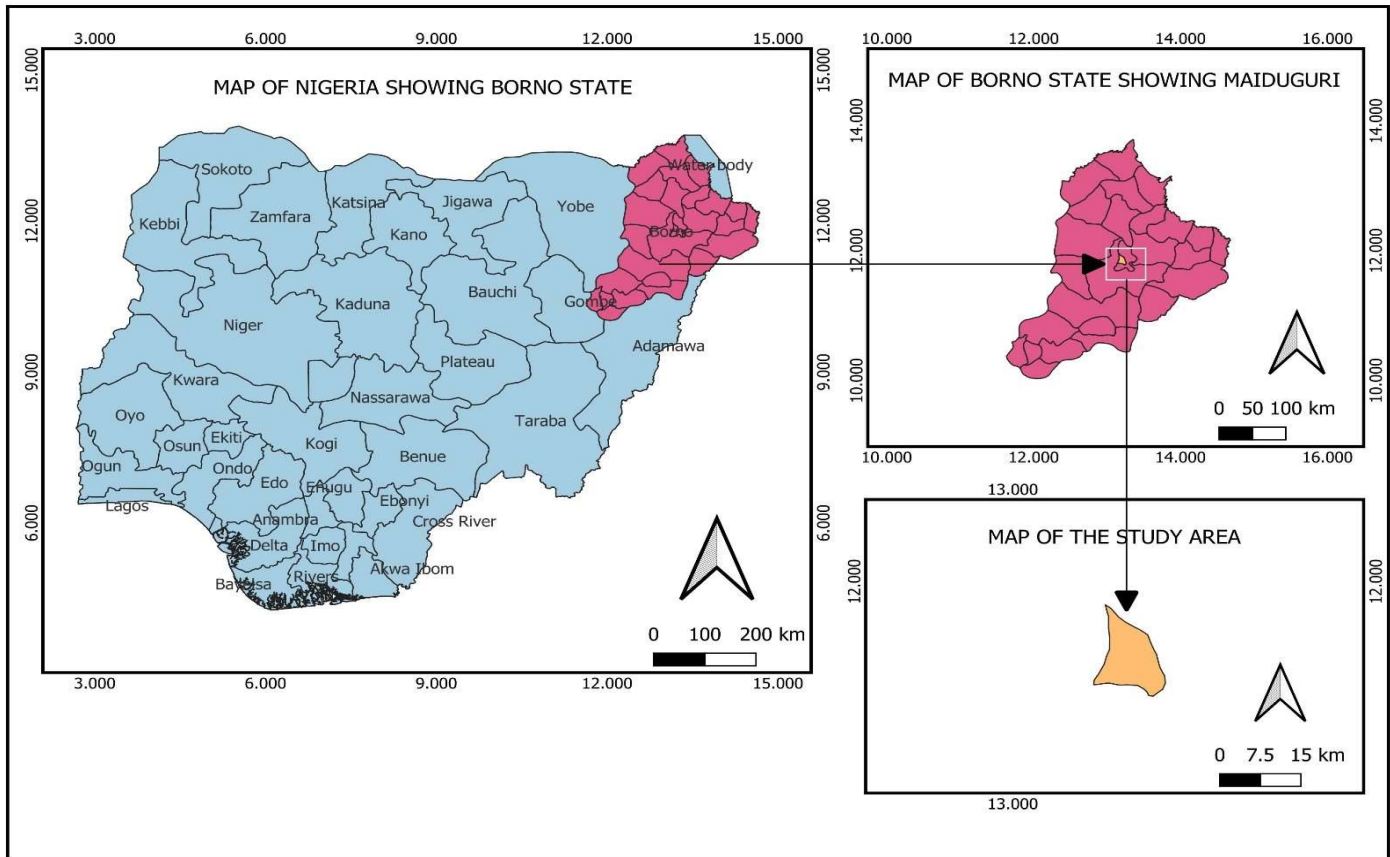 3.000 6.000 9.000 12.000 15.000
MAP OF NIGERIA SHOWING BORNO STATE
15.000
12.000
9.000
6.000
15.000
12.000
9.000
6.000
Sokoto
Water body
Katsina
Jigawa
Kebbi
Zamfara
Yobe
Kano
Borno
Bauchi
Gombe
Kaduna
Niger
Adamawa
Plateau
Kwara
Nassarawa
Oyo
Taraba
Osun
Ekiti
Kogi
Benue
Ogun
Ondo
Edo
Enugu
Ebonyi
Lagos
Anambra
Cross River
Delta
Imo
Akwa Ibom
Bayelsa
Rivers
0 100 200 km
3.000 6.000 9.000 12.000 15.000
10.000 12.000 14.000 16.000
MAP OF BORNO STATE SHOWING MAIDUGURI
14.000
12.000
10.000
14.000
12.000
10.000
0 50 100 km
10.000 12.000 14.000 16.000
13.000
MAP OF THE STUDY AREA
12.000
12.000
0 7.5 15 km
13.000